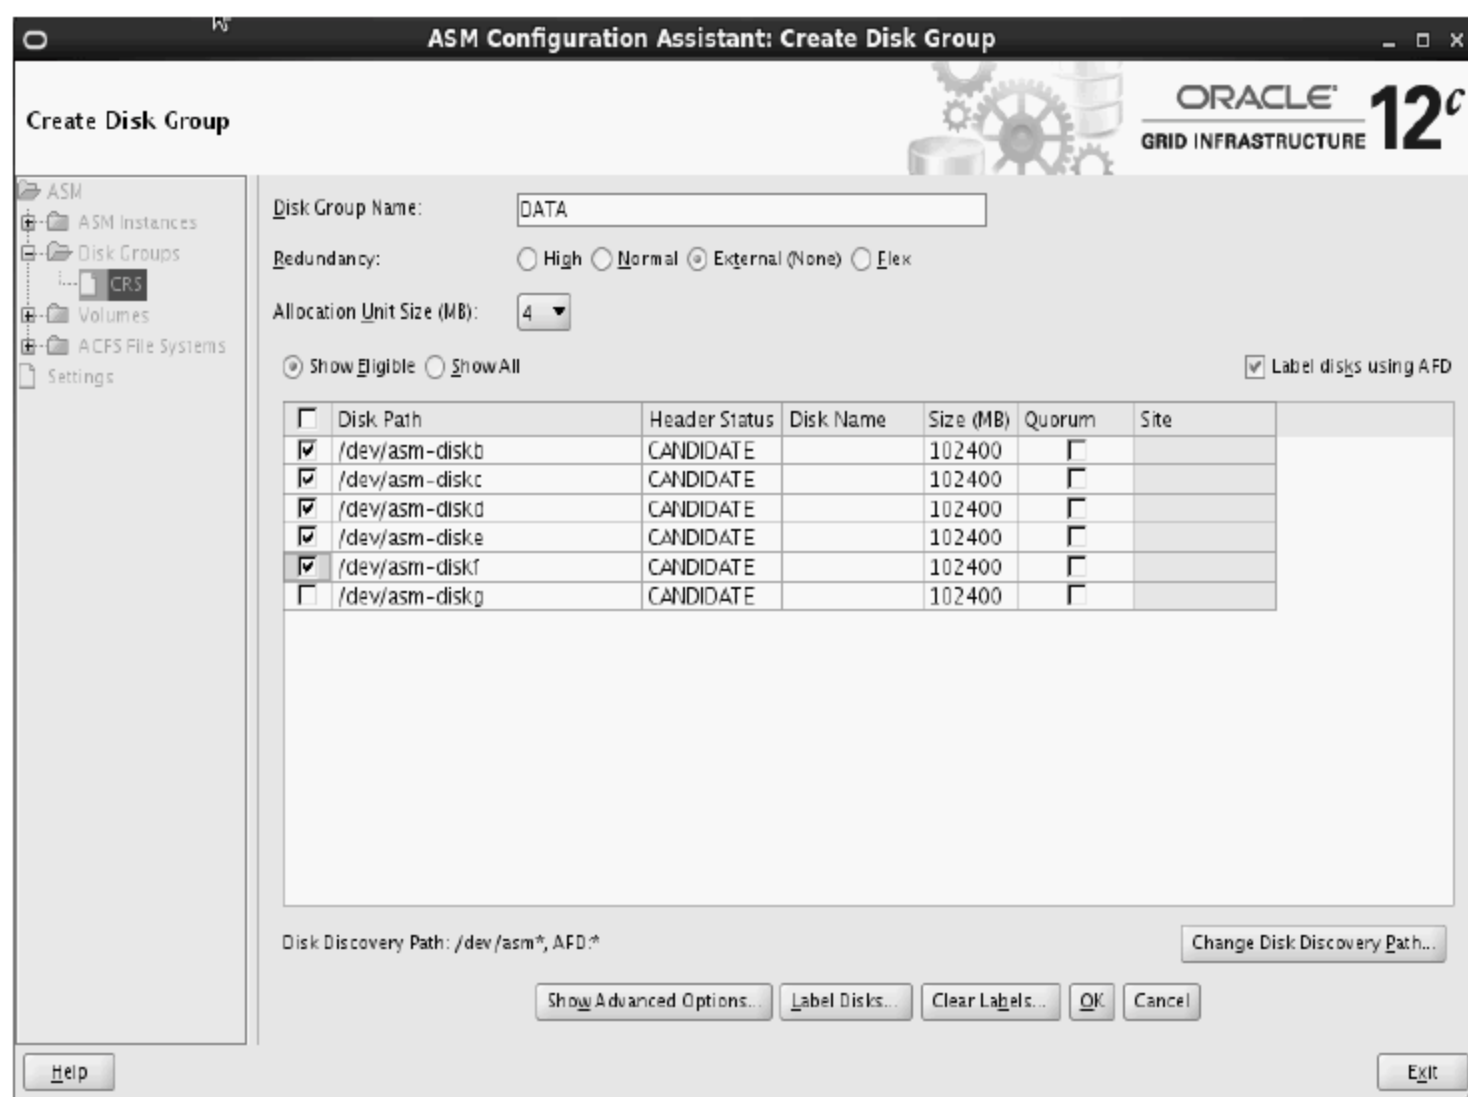 ASM Configuration Assistant: Create Disk Group
Create Disk Group
ORACLE
GRID INFRASTRUCTURE 12c
ASM
ASM Instances
Disk Groups
CRS
Volumes
ACFS File Systems
Settings
Disk Group Name: DATA
Redundancy: High Normal External (None) Flex
Allocation Unit Size (MB): 4
Show Eligible Show All Label disks using AFD
Disk Path Header Status Disk Name Size (MB) Quorum Site
/dev/asm-diskb CANDIDATE 102400
/dev/asm-diskc CANDIDATE 102400
/dev/asm-diskd CANDIDATE 102400
/dev/asm-diske CANDIDATE 102400
/dev/asm-diskf CANDIDATE 102400
/dev/asm-diskg CANDIDATE 102400
Disk Discovery Path: /dev/asm*, AFD:* Change Disk Discovery Path...
Show Advanced Options... Label Disks... Clear Labels... OK Cancel
Help Exit